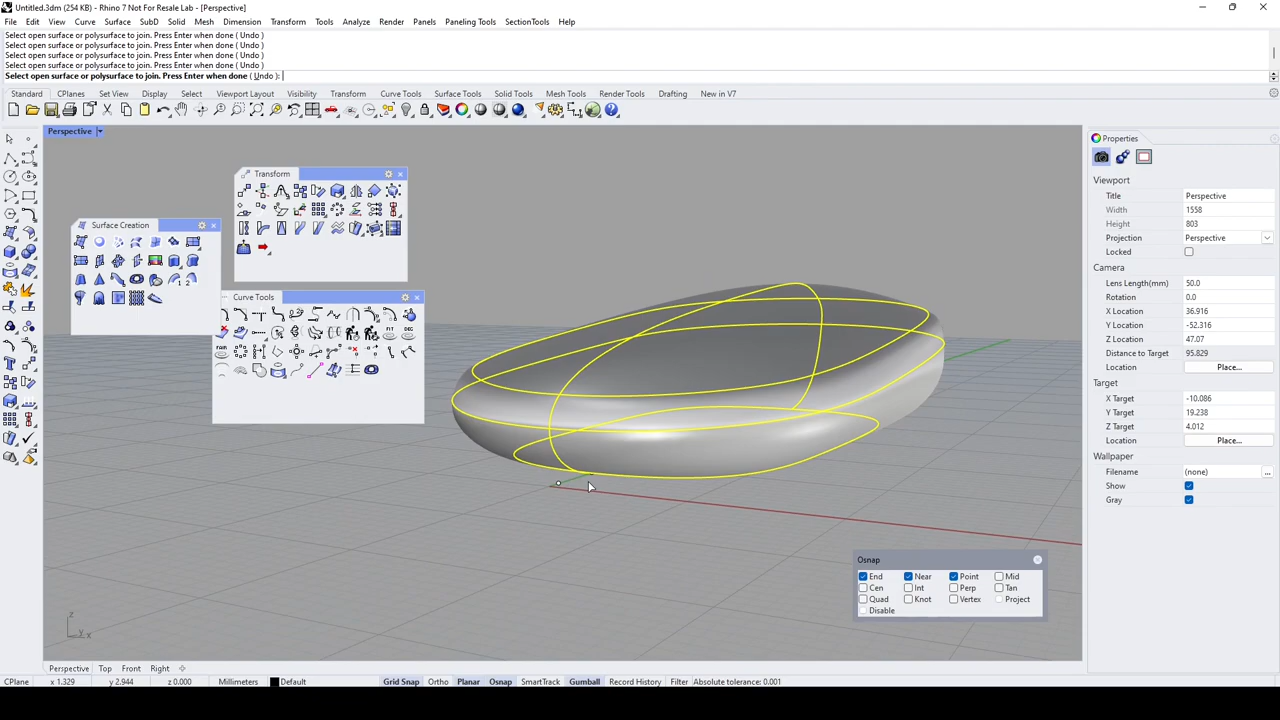 Untitled.3dm (254 KB) - Rhino 7 Not For Resale Lab - [Perspective]
File Edit View Curve Surface SubD Solid Mesh Dimension Transform Tools Analyze Render Panels Paneling Tools SectionTools Help
Select open surface or polysurface to join. Press Enter when done ( Undo )
Select open surface or polysurface to join. Press Enter when done ( Undo )
Select open surface or polysurface to join. Press Enter when done ( Undo )
Select open surface or polysurface to join. Press Enter when done ( Undo )
Select open surface or polysurface to join. Press Enter when done ( Undo ):
Standard CPlanes Set View Display Select Viewport Layout Visibility Transform Curve Tools Surface Tools Solid Tools Mesh Tools Render Tools Drafting New in V7
Perspective
Transform
Surface Creation
Curve Tools
Properties
Viewport
Title Perspective
Width 1558
Height 803
Projection Perspective
Locked
Camera
Lens Length(mm) 50.0
Rotation 0.0
X Location 36.916
Y Location -52.316
Z Location 47.07
Distance to Target 95.829
Location Place...
Target
X Target -10.086
Y Target 19.238
Z Target 4.012
Location Place...
Wallpaper
Filename (none) ...
Show
Gray
Osnap
End Near Point Mid
Cen Int Perp Tan
Quad Knot Vertex Project
Disable
z
y x
Perspective Top Front Right
CPlane x 1.329 y 2.944 z 0.000 Millimeters Default Grid Snap Ortho Planar Osnap SmartTrack Gumball Record History Filter Absolute tolerance: 0.001